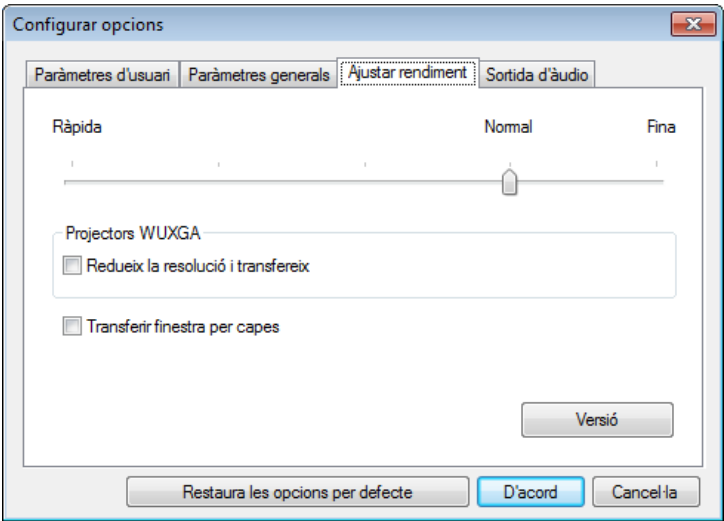 Configurar opcions
Paràmetres d'usuari Paràmetres generals Ajustar rendiment Sortida d'àudio
Ràpida Normal Fina
Projectors WUXGA
Redueix la resolució i transfereix
Transferir finestra per capes
Versió
Restaura les opcions per defecte D'acord Cancel·la